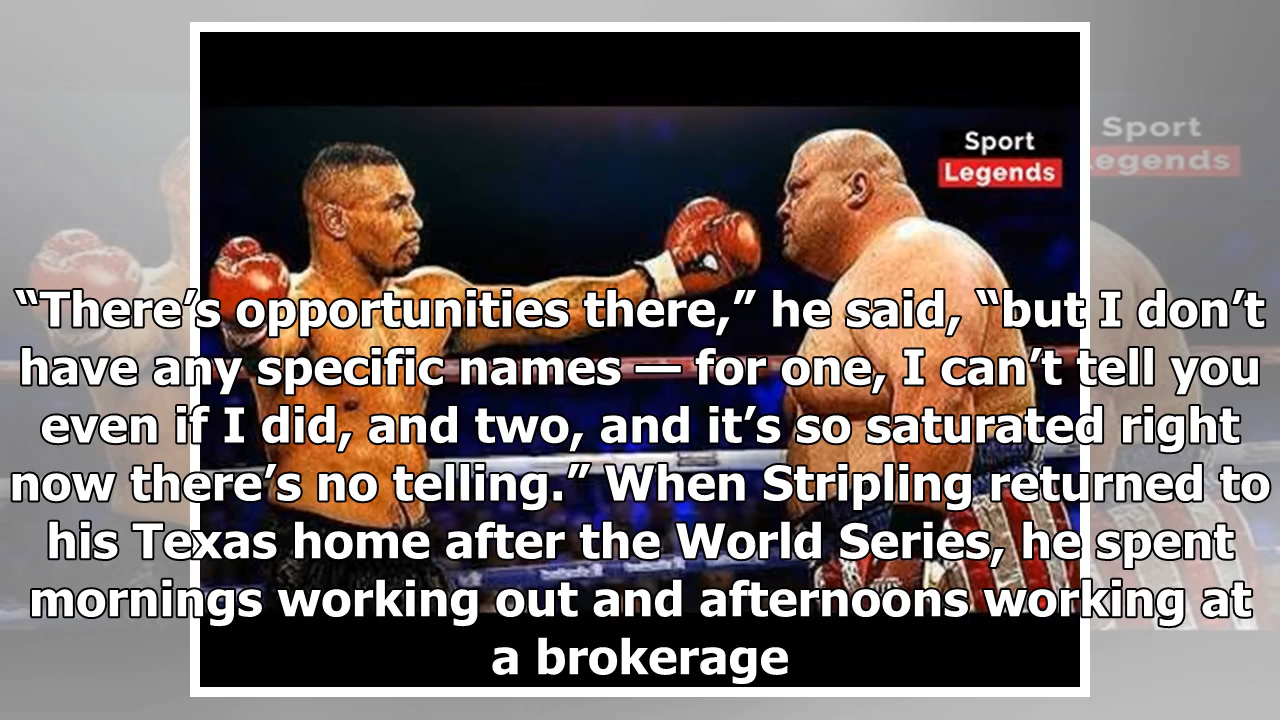 Sport
Legends
Sport
egends
“There’s opportunities there,” he said, “but I don’t
have any specific names — for one, I can’t tell you
even if I did, and two, and it’s so saturated right
now there’s no telling.” When Stripling returned to
his Texas home after the World Series, he spent
mornings working out and afternoons working at
a brokerage